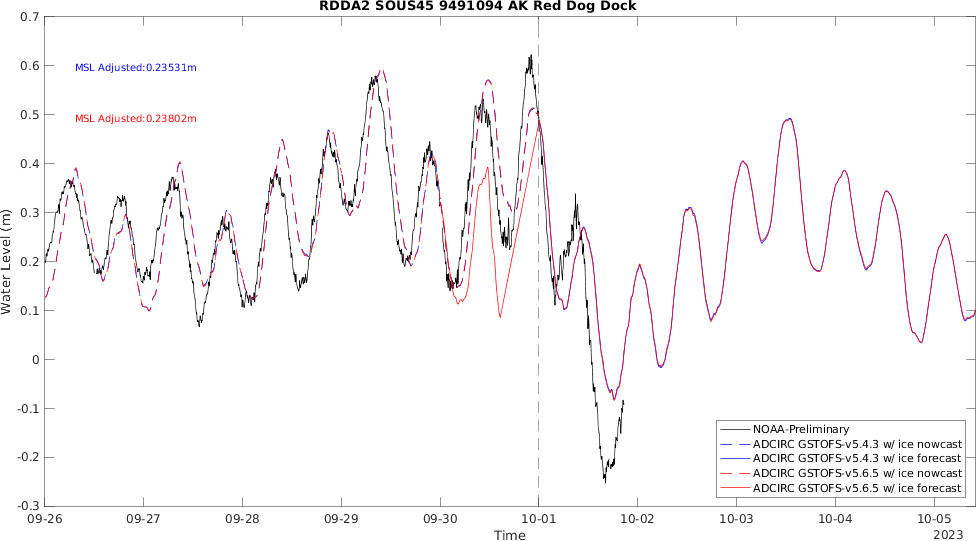 RDDA2 SOUS45 9491094 AK Red Dog Dock
0.7
0.6
0.5
0.4
0.3
0.2
0.1
0
-0.1
-0.2
-0.3
Water Level (m)
MSL Adjusted:0.23531m
MSL Adjusted:0.23802m
NOAA-Preliminary
ADCIRC GSTOFS-v5.4.3 w/ ice nowcast
ADCIRC GSTOFS-v5.4.3 w/ ice forecast
ADCIRC GSTOFS-v5.6.5 w/ ice nowcast
ADCIRC GSTOFS-v5.6.5 w/ ice forecast
09-26 09-27 09-28 09-29 09-30 10-01 10-02 10-03 10-04 10-05
Time
2023